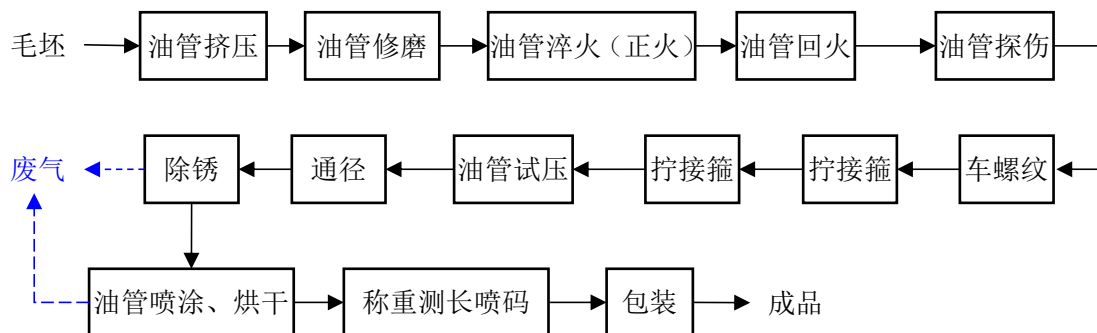 毛坯 油管挤压 油管修磨 油管淬火（正火） 油管回火 油管探伤
废气 除锈 通径 油管试压 拧接箍 拧接箍 车螺纹
油管喷涂、烘干 称重测长喷码 包装 成品